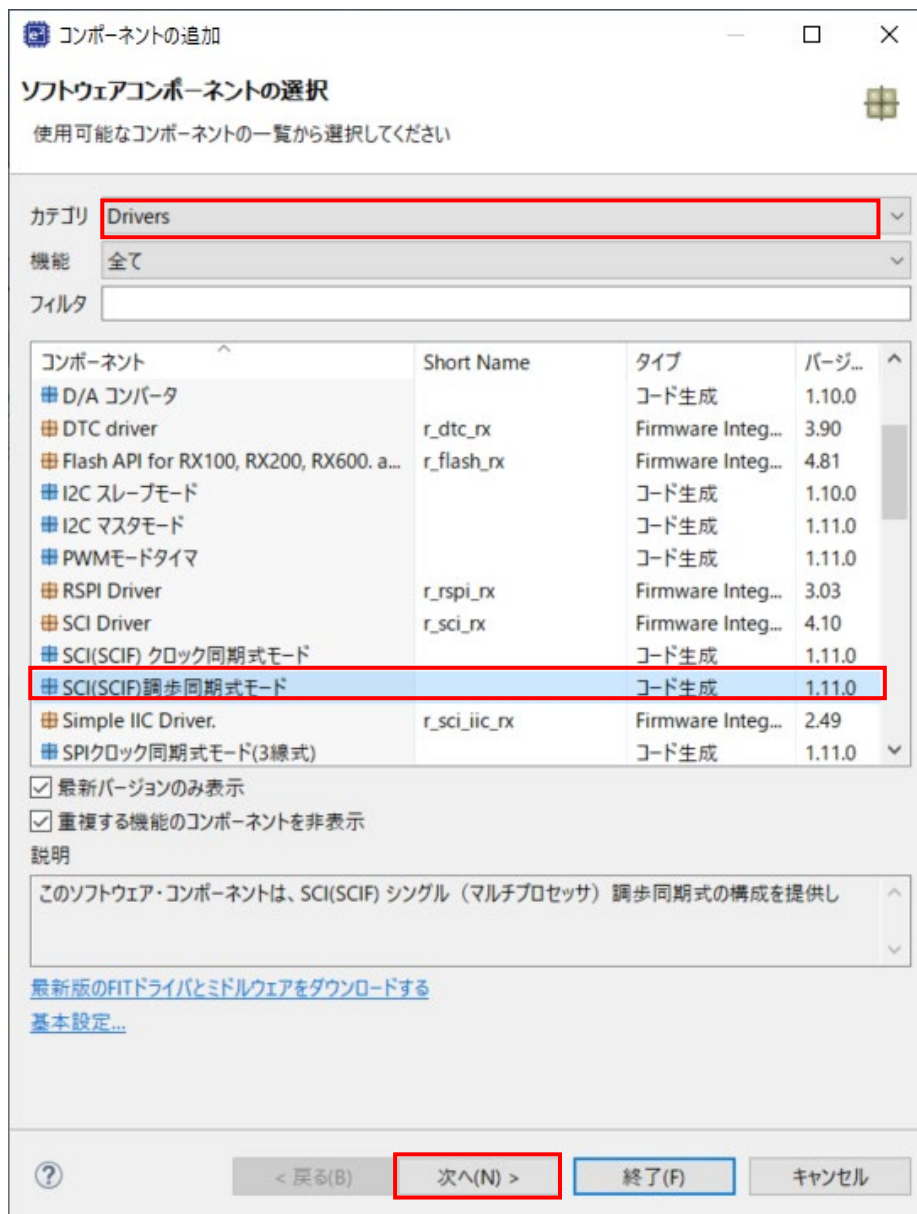 コンポーネントの追加
ソフトウェアコンポーネントの選択
使用可能なコンポーネントの一覧から選択してください
カテゴリ Drivers
機能 全て
フィルタ
コンポーネント Short Name タイプ バージ...
D/A コンバータ コード生成 1.10.0
DTC driver r_dtc_rx Firmware Integ... 3.90
Flash API for RX100, RX200, RX600. a... r_flash_rx Firmware Integ... 4.81
I2C スレーブモード コード生成 1.10.0
I2C マスタモード コード生成 1.11.0
PWMモードタイマ コード生成 1.11.0
RSPI Driver r_rspi_rx Firmware Integ... 3.03
SCI Driver r_sci_rx Firmware Integ... 4.10
SCI(SCIF) クロック同期式モード コード生成 1.11.0
SCI(SCIF)調歩同期式モード コード生成 1.11.0
Simple IIC Driver. r_sci_iic_rx Firmware Integ... 2.49
SPIクロック同期式モード(3線式) コード生成 1.11.0
最新バージョンのみ表示
重複する機能のコンポーネントを非表示
説明
このソフトウェア・コンポーネントは、SCI(SCIF) シングル（マルチプロセッサ）調歩同期式の構成を提供し
最新版のFITドライバとミドルウェアをダウンロードする
基本設定...
< 戻る(B) 次へ(N) > 終了(F) キャンセル